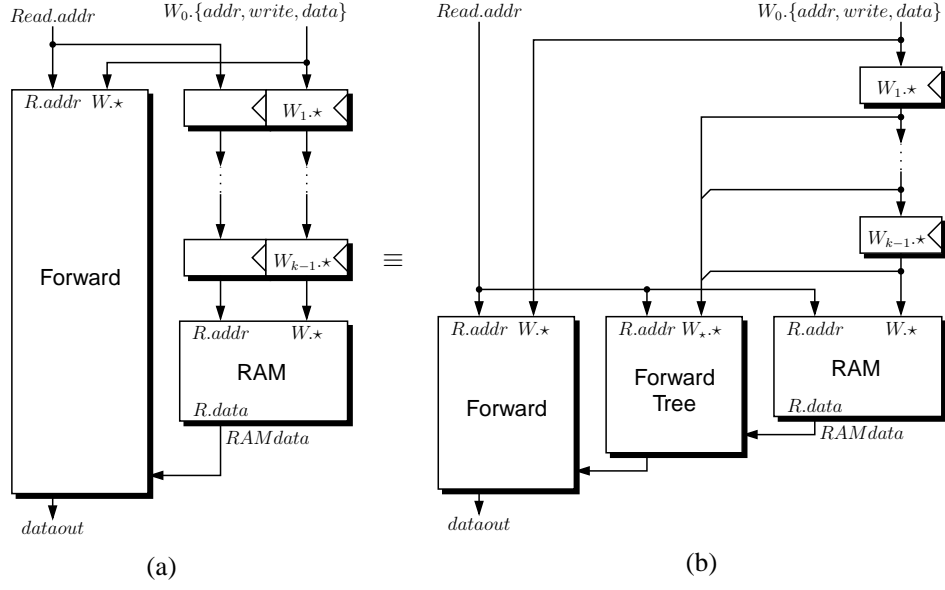 Read.addr W₀.{addr, write, data}
R.addr W.⋆
W₁.⋆
⋮ ⋮
Wₖ₋₁.⋆
Forward
R.addr W.⋆
RAM
R.data
RAMdata
dataout
(a)
≡
Read.addr W₀.{addr, write, data}
W₁.⋆
⋮
Wₖ₋₁.⋆
R.addr W.⋆ R.addr W⋆.⋆ R.addr W.⋆
Forward
Forward
Tree
RAM
R.data
RAMdata
dataout
(b)